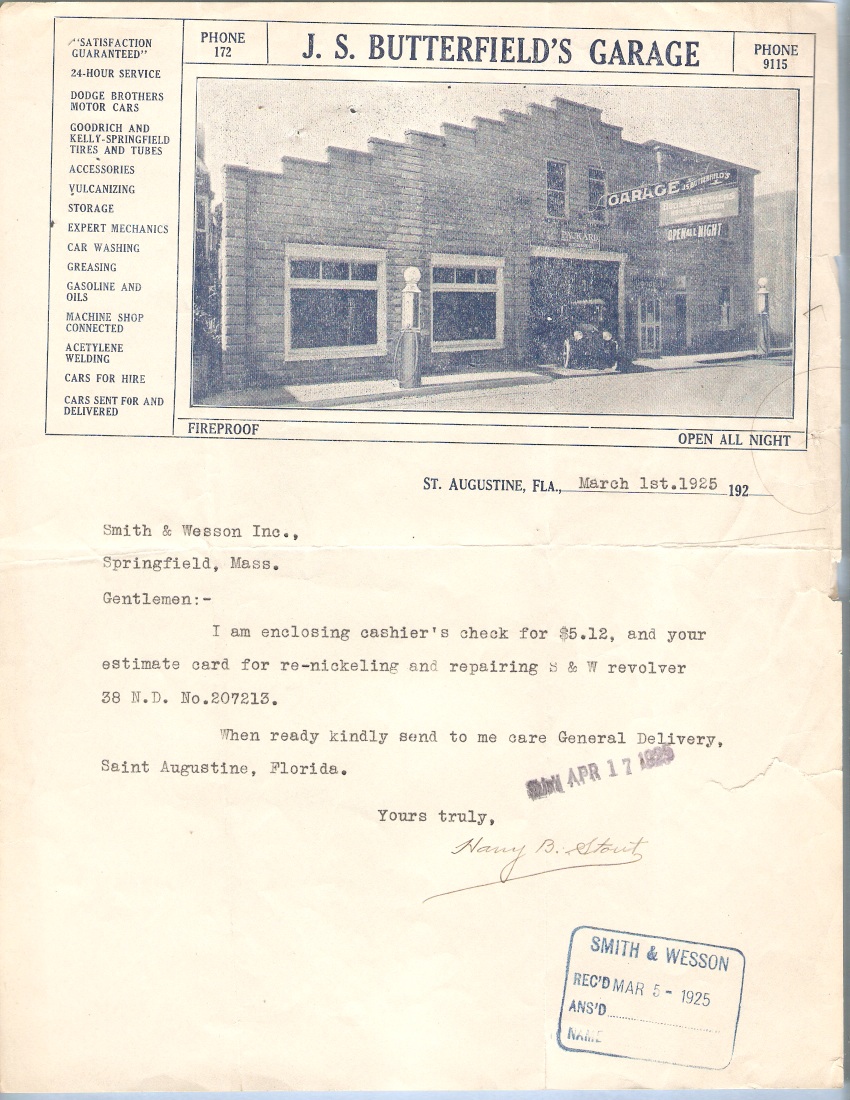 "SATISFACTION
GUARANTEED"
24-HOUR SERVICE
DODGE BROTHERS
MOTOR CARS
GOODRICH AND
KELLY-SPRINGFIELD
TIRES AND TUBES
ACCESSORIES
VULCANIZING
STORAGE
EXPERT MECHANICS
CAR WASHING
GREASING
GASOLINE AND
OILS
MACHINE SHOP
CONNECTED
ACETYLENE
WELDING
CARS FOR HIRE
CARS SENT FOR AND
DELIVERED
PHONE
172
J. S. BUTTERFIELD'S GARAGE
PHONE
9115
GARAGE J.S. BUTTERFIELD'S
DODGE BROTHERS
OPEN ALL NIGHT
FIREPROOF
OPEN ALL NIGHT
ST. AUGUSTINE, FLA., March 1st.1925 192
Smith & Wesson Inc.,
Springfield, Mass.
Gentlemen:-
I am enclosing cashier's check for $5.12, and your
estimate card for re-nickeling and repairing S & W revolver
38 N.D. No.207213.
When ready kindly send to me care General Delivery,
Saint Augustine, Florida.
APR 17
Yours truly,
Harry B. Stout
SMITH & WESSON
REC'D MAR 5 - 1925
ANS'D
NAME